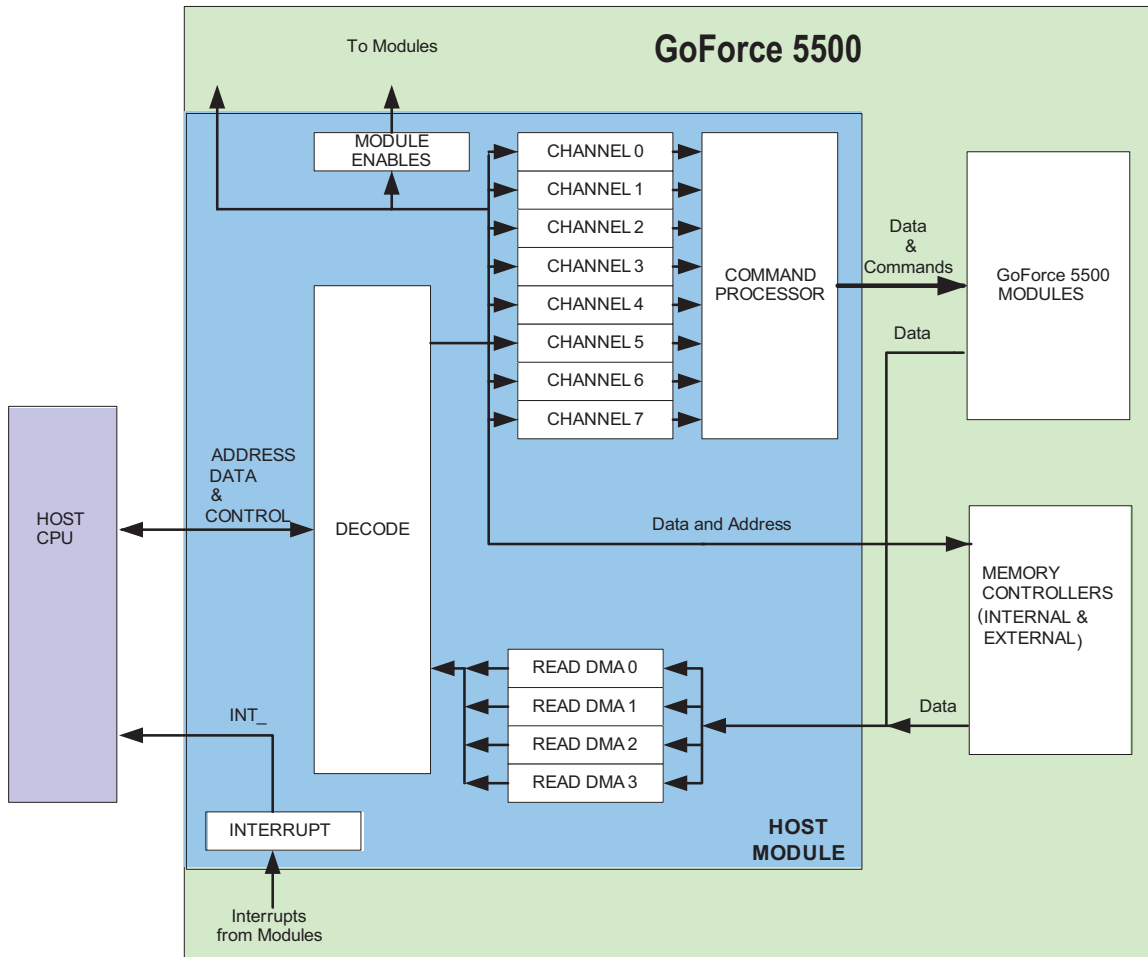 To Modules
GoForce 5500
MODULE
ENABLES
CHANNEL 0
CHANNEL 1
CHANNEL 2
CHANNEL 3
CHANNEL 4
CHANNEL 5
CHANNEL 6
CHANNEL 7
COMMAND
PROCESSOR
Data
&
Commands
GoForce 5500
MODULES
Data
HOST
CPU
ADDRESS
DATA
&
CONTROL
DECODE
Data and Address
MEMORY
CONTROLLERS
(INTERNAL &
EXTERNAL)
READ DMA 0
READ DMA 1
READ DMA 2
READ DMA 3
Data
INT_
INTERRUPT
HOST
MODULE
Interrupts
from Modules